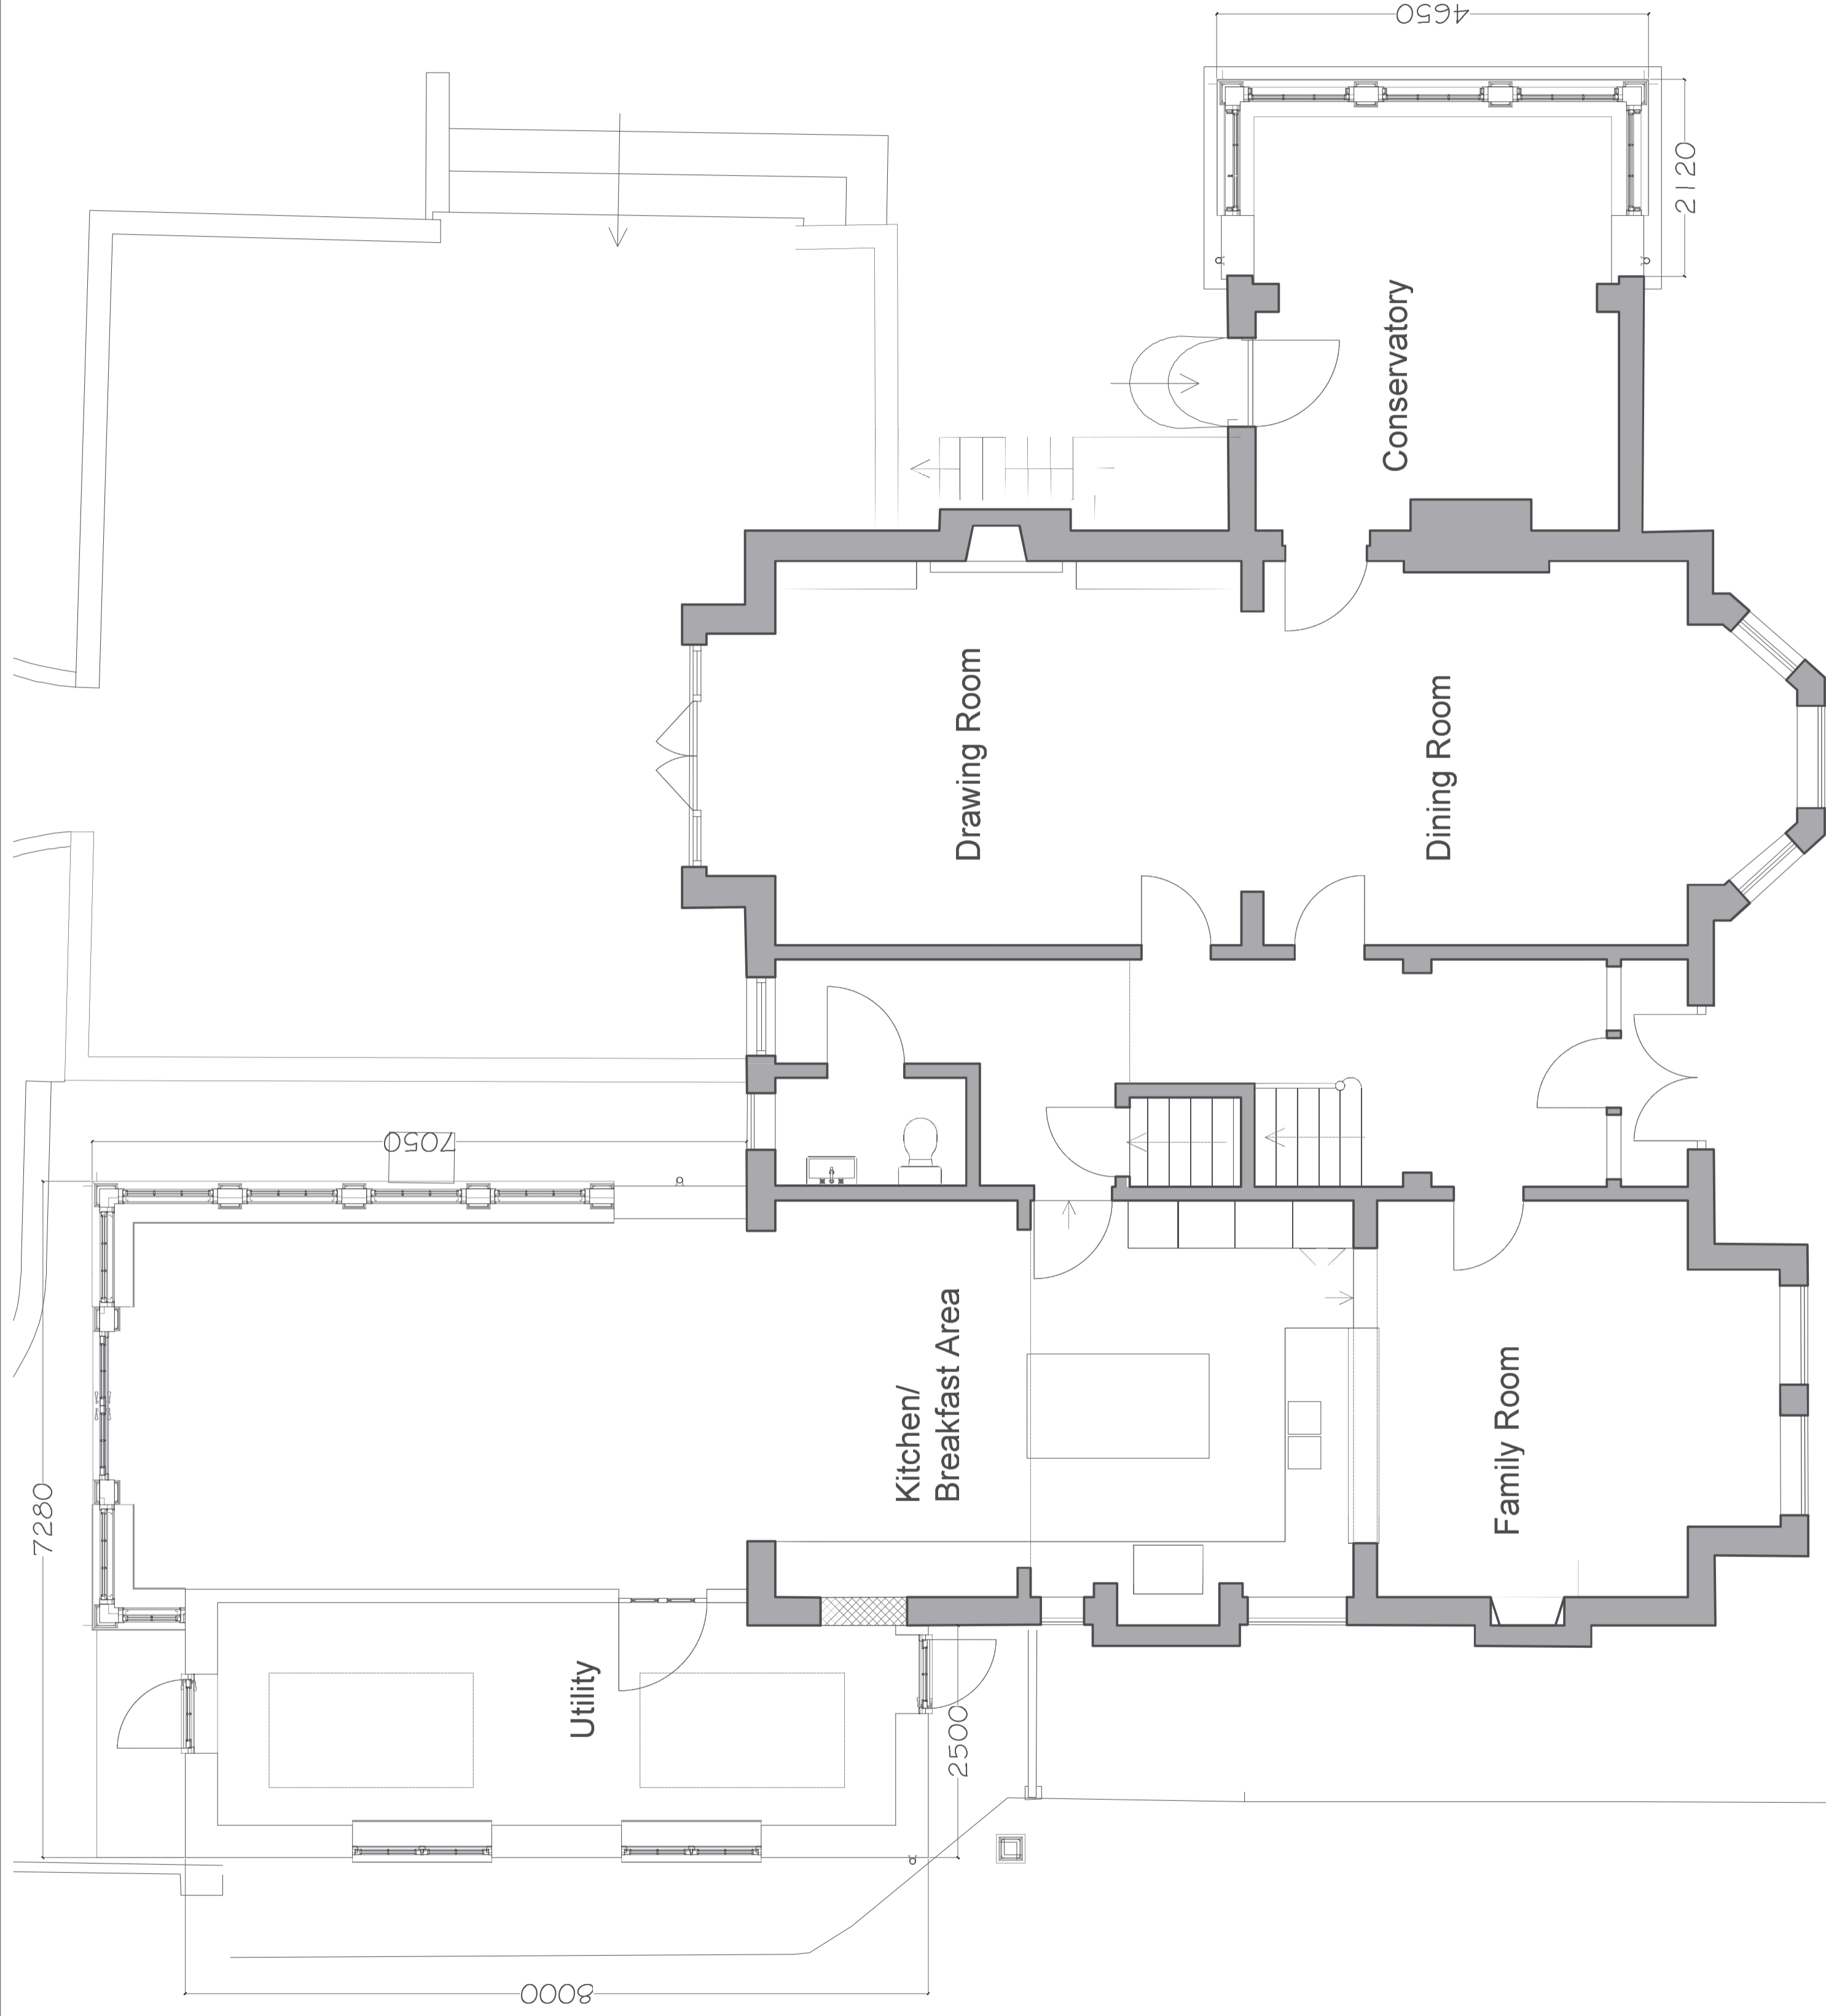 4650
2120
Conservatory
Drawing Room
Dining Room
7050
7280
Kitchen/
Breakfast Area
Family Room
Utility
2500
8000